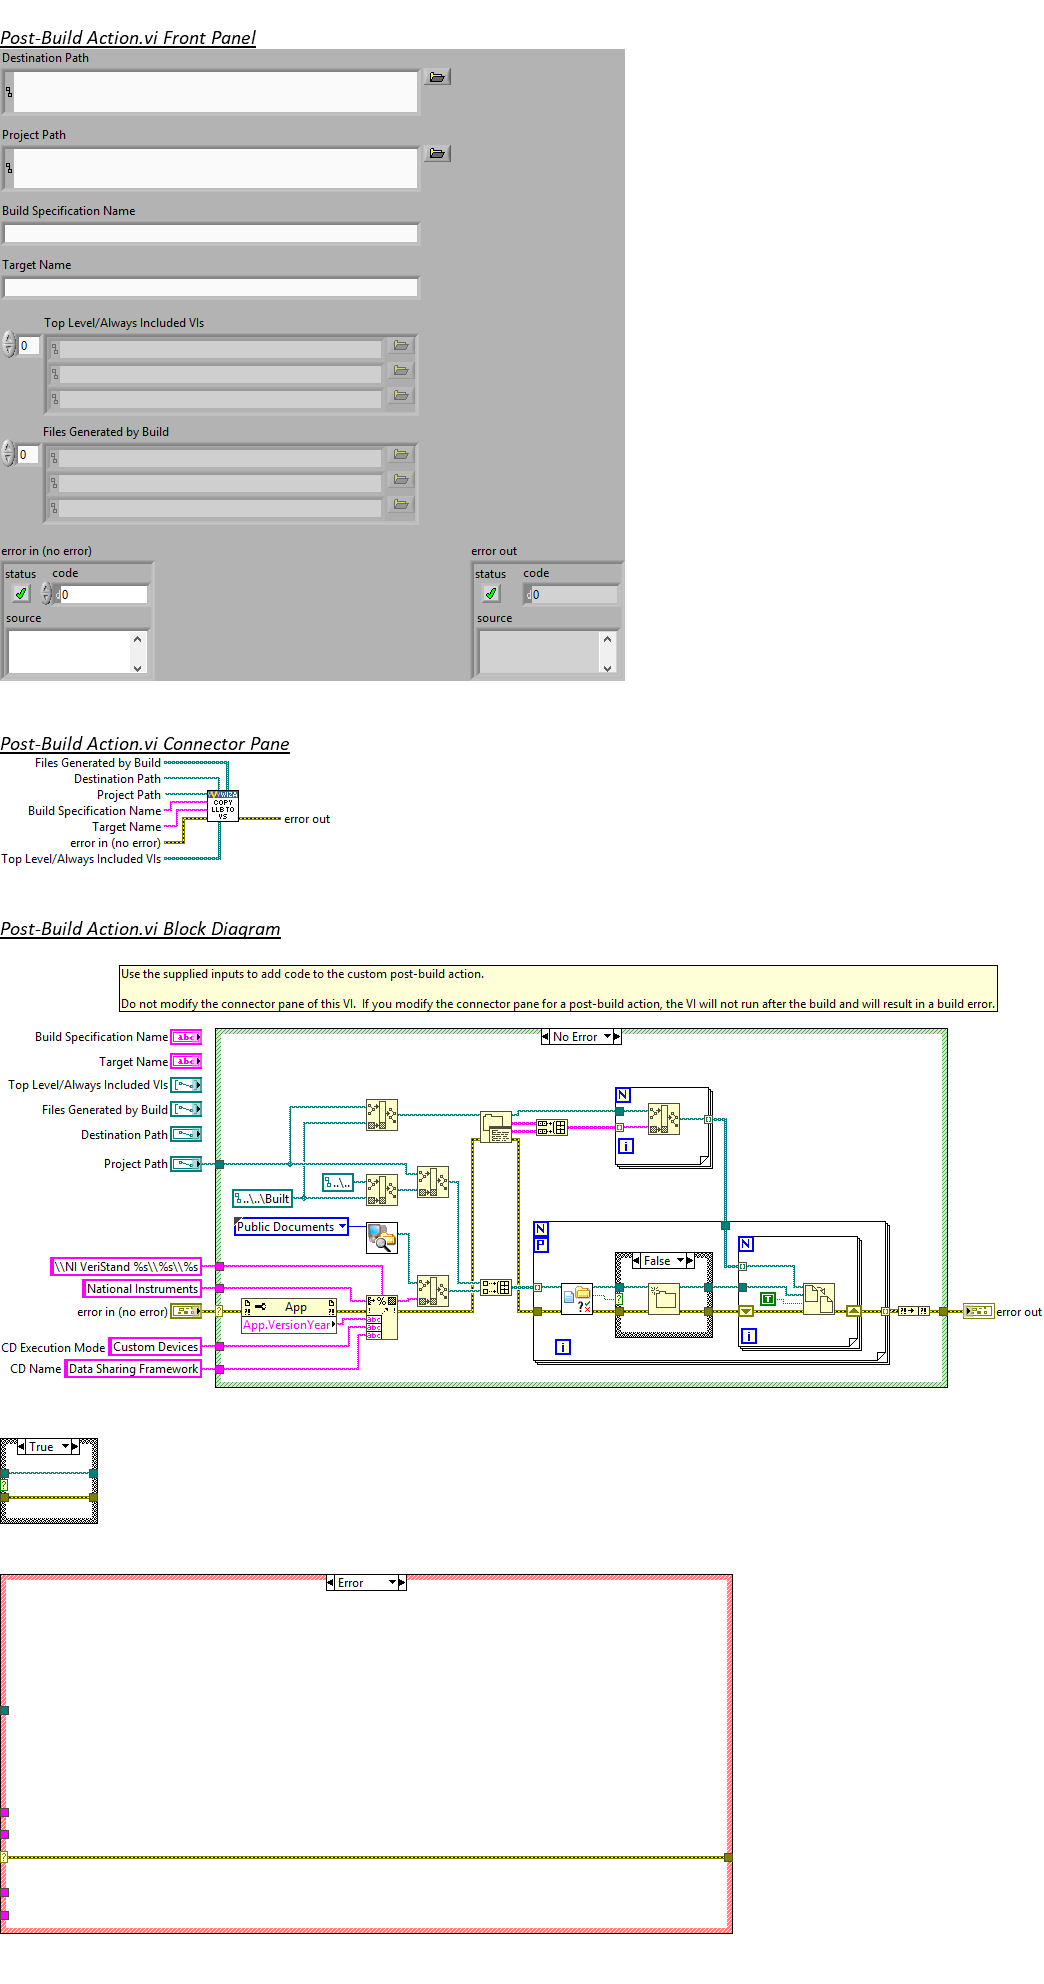 Post-Build Action.vi Front Panel
Destination Path
Project Path
Build Specification Name
Target Name
Top Level/Always Included VIs
0
Files Generated by Build
0
error in (no error)
error out
status code
0
source
status code
0
source
Post-Build Action.vi Connector Pane
Files Generated by Build
Destination Path
Project Path
Build Specification Name
Target Name
error in (no error)
Top Level/Always Included VIs
COPY
LLB TO
VS
error out
Post-Build Action.vi Block Diagram
Use the supplied inputs to add code to the custom post-build action.
Do not modify the connector pane of this VI. If you modify the connector pane for a post-build action, the VI will not run after the build and will result in a build error.
No Error
Build Specification Name abc
Target Name abc
Top Level/Always Included VIs
Files Generated by Build
Destination Path
Project Path
N
i
..\..
..\..\Built
Public Documents
\\NI VeriStand %s\\%s\\%s
National Instruments
error in (no error)
App
App.VersionYear
%
abc
abc
abc
CD Execution Mode Custom Devices
CD Name Data Sharing Framework
N
P
False
?
i
N
T
i
error out
True
?
Error
?